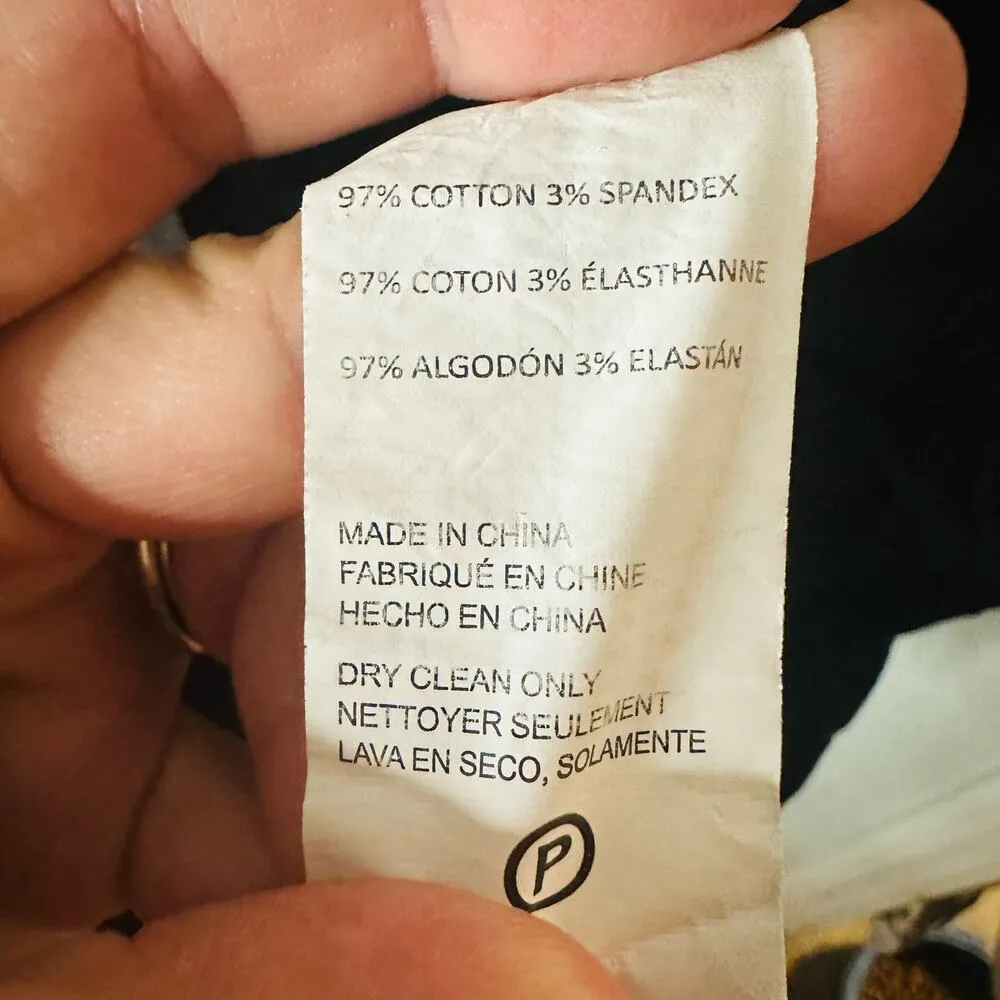 97% COTTON 3% SPANDEX
97% COTON 3% ÉLASTHANNE
97% ALGODÓN 3% ELASTÁN
MADE IN CHINA
FABRIQUÉ EN CHINE
HECHO EN CHINA
DRY CLEAN ONLY
NETTOYER SEULEMENT
LAVA EN SECO, SOLAMENTE
P